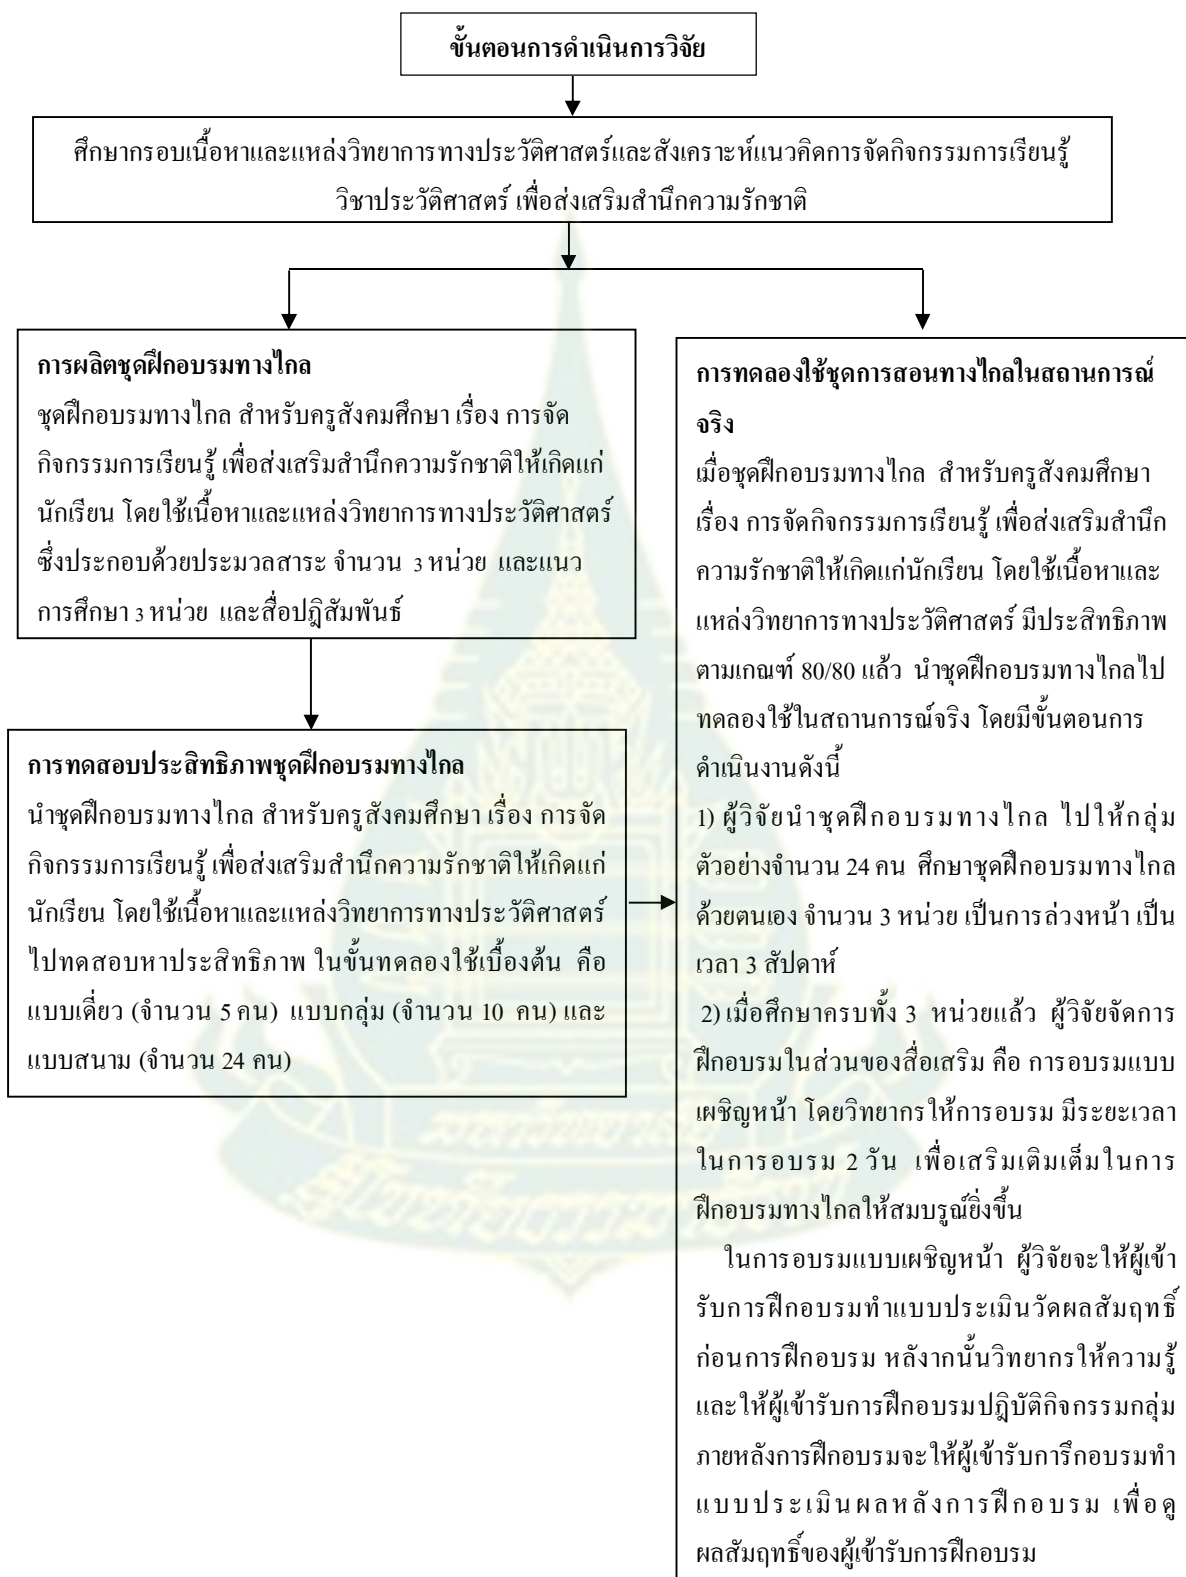 ขั้นตอนการดำเนินการวิจัย
ศึกษากรอบเนื้อหาและแหล่งวิทยาการทางประวัติศาสตร์และสังเคราะห์แนวคิดการจัดกิจกรรมการเรียนรู้
วิชาประวัติศาสตร์ เพื่อส่งเสริมสำนึกความรักชาติ
การผลิตชุดฝึกอบรมทางไกล
ชุดฝึกอบรมทางไกล สำหรับครูสังคมศึกษา เรื่อง การจัด
กิจกรรมการเรียนรู้ เพื่อส่งเสริมสำนึกความรักชาติให้เกิดแก่
นักเรียน โดยใช้เนื้อหาและแหล่งวิทยาการทางประวัติศาสตร์
ซึ่งประกอบด้วยประมวลสาระ จำนวน 3 หน่วย และแนว
การศึกษา 3 หน่วย และสื่อปฎิสัมพันธ์
การทดสอบประสิทธิภาพชุดฝึกอบรมทางไกล
นำชุดฝึกอบรมทางไกล สำหรับครูสังคมศึกษา เรื่อง การจัด
กิจกรรมการเรียนรู้ เพื่อส่งเสริมสำนึกความรักชาติให้เกิดแก่
นักเรียน โดยใช้เนื้อหาและแหล่งวิทยาการทางประวัติศาสตร์
ไปทดสอบหาประสิทธิภาพ ในขั้นทดลองใช้เบื้องต้น คือ
แบบเดี่ยว (จำนวน 5 คน) แบบกลุ่ม (จำนวน 10 คน) และ
แบบสนาม (จำนวน 24 คน)
การทดลองใช้ชุดการสอนทางไกลในสถานการณ์
จริง
เมื่อชุดฝึกอบรมทางไกล สำหรับครูสังคมศึกษา
เรื่อง การจัดกิจกรรมการเรียนรู้ เพื่อส่งเสริมสำนึก
ความรักชาติให้เกิดแก่นักเรียน โดยใช้เนื้อหาและ
แหล่งวิทยาการทางประวัติศาสตร์ มีประสิทธิภาพ
ตามเกณฑ์ 80/80 แล้ว นำชุดฝึกอบรมทางไกลไป
ทดลองใช้ในสถานการณ์จริง โดยมีขั้นตอนการ
ดำเนินงานดังนี้
1) ผู้วิจัยนำชุดฝึกอบรมทางไกล ไปให้กลุ่ม
ตัวอย่างจำนวน 24 คน ศึกษาชุดฝึกอบรมทางไกล
ด้วยตนเอง จำนวน 3 หน่วย เป็นการล่วงหน้า เป็น
เวลา 3 สัปดาห์
2) เมื่อศึกษาครบทั้ง 3 หน่วยแล้ว ผู้วิจัยจัดการ
ฝึกอบรมในส่วนของสื่อเสริม คือ การอบรมแบบ
เผชิญหน้า โดยวิทยากรให้การอบรม มีระยะเวลา
ในการอบรม 2 วัน เพื่อเสริมเติมเต็มในการ
ฝึกอบรมทางไกลให้สมบรูณ์ยิ่งขึ้น
ในการอบรมแบบเผชิญหน้า ผู้วิจัยจะให้ผู้เข้า
รับการฝึกอบรมทำแบบประเมินวัดผลสัมฤทธิ์
ก่อนการฝึกอบรม หลังากนั้นวิทยากรให้ความรู้
และให้ผู้เข้ารับการฝึกอบรมปฎิบัติกิจกรรมกลุ่ม
ภายหลังการฝึกอบรมจะให้ผู้เข้ารับการึกอบรมทำ
แบบประเมินผลหลังการฝึกอบรม เพื่อดู
ผลสัมฤทธิ์ของผู้เข้ารับการฝึกอบรม